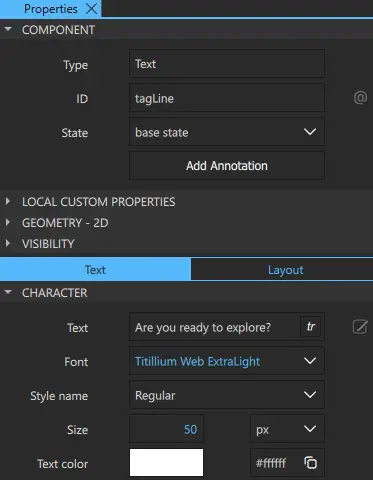 Properties
COMPONENT
Type Text
ID tagLine @
State base state
Add Annotation
LOCAL CUSTOM PROPERTIES
GEOMETRY - 2D
VISIBILITY
Text Layout
CHARACTER
Text Are you ready to explore? tr
Font Titillium Web ExtraLight
Style name Regular
Size 50 px
Text color #ffffff